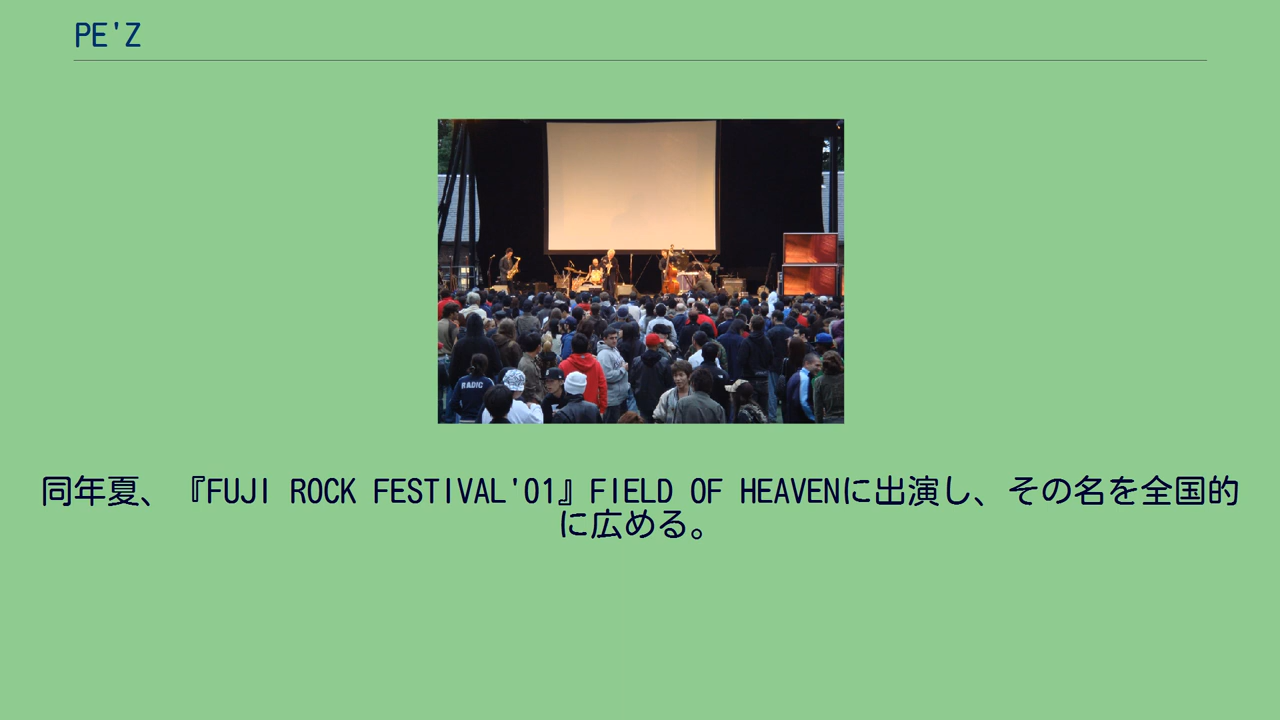 PE'Z
RADIC
同年夏、『FUJI ROCK FESTIVAL'01』FIELD OF HEAVENに出演し、その名を全国的
に広める。